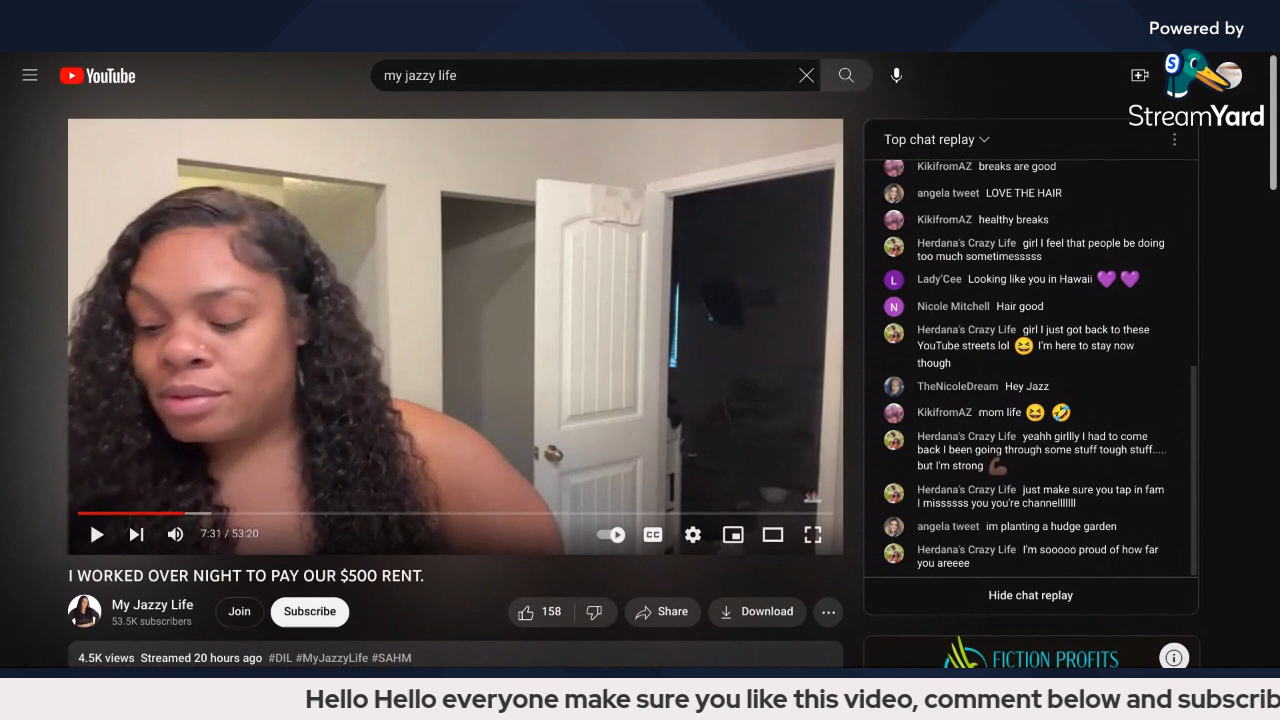 Powered by
StreamYard
YouTube
my jazzy life
Top chat replay
KikifromAZ breaks are good
angela tweet LOVE THE HAIR
KikifromAZ healthy breaks
Herdana's Crazy Life girl I feel that people be doing
too much sometimesssss
L Lady'Cee Looking like you in Hawaii 💜 💜
N Nicole Mitchell Hair good
Herdana's Crazy Life girl I just got back to these
YouTube streets lol 😆 I'm here to stay now
though
TheNicoleDream Hey Jazz
KikifromAZ mom life 😆 🤣
Herdana's Crazy Life yeahh girllly I had to come
back I been going through some stuff tough stuff.....
but I'm strong 💪🏿
Herdana's Crazy Life just make sure you tap in fam
I missssss you you're channelllllll
angela tweet im planting a hudge garden
Herdana's Crazy Life I'm sooooo proud of how far
you areeee
Hide chat replay
7:31 / 53:20
CC
I WORKED OVER NIGHT TO PAY OUR $500 RENT.
My Jazzy Life
53.5K subscribers
Join
Subscribe
158
Share
Download
4.5K views Streamed 20 hours ago #DIL #MyJazzyLife #SAHM
FICTION PROFITS
Hello Hello everyone make sure you like this video, comment below and subscrib